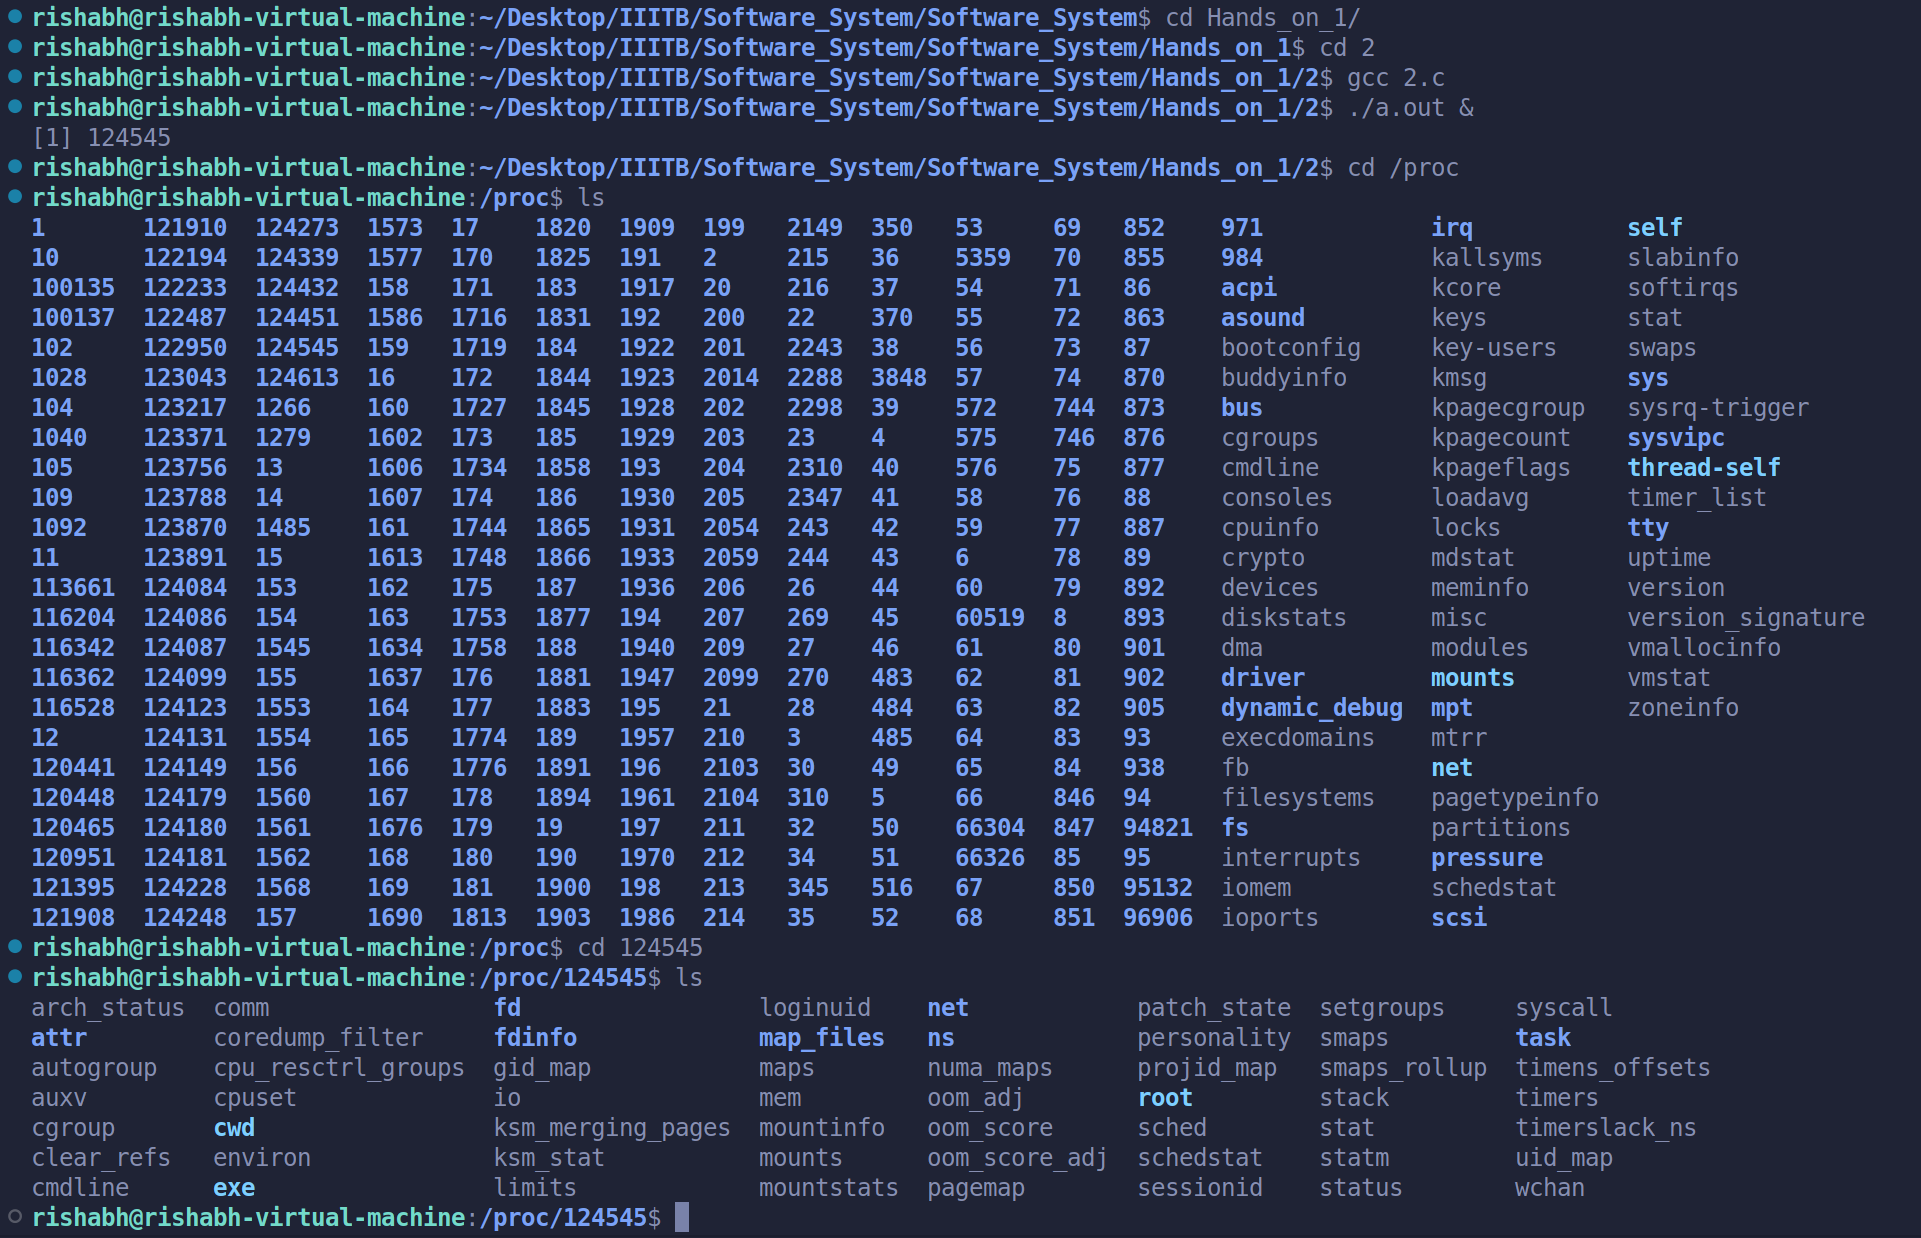 rishabh@rishabh-virtual-machine:~/Desktop/IIITB/Software_System/Software_System$ cd Hands_on_1/
rishabh@rishabh-virtual-machine:~/Desktop/IIITB/Software_System/Software_System/Hands_on_1$ cd 2
rishabh@rishabh-virtual-machine:~/Desktop/IIITB/Software_System/Software_System/Hands_on_1/2$ gcc 2.c
rishabh@rishabh-virtual-machine:~/Desktop/IIITB/Software_System/Software_System/Hands_on_1/2$ ./a.out &
[1] 124545
rishabh@rishabh-virtual-machine:~/Desktop/IIITB/Software_System/Software_System/Hands_on_1/2$ cd /proc
rishabh@rishabh-virtual-machine:/proc$ ls
1 121910 124273 1573 17 1820 1909 199 2149 350 53 69 852 971 irq self
10 122194 124339 1577 170 1825 191 2 215 36 5359 70 855 984 kallsyms slabinfo
100135 122233 124432 158 171 183 1917 20 216 37 54 71 86 acpi kcore softirqs
100137 122487 124451 1586 1716 1831 192 200 22 370 55 72 863 asound keys stat
102 122950 124545 159 1719 184 1922 201 2243 38 56 73 87 bootconfig key-users swaps
1028 123043 124613 16 172 1844 1923 2014 2288 3848 57 74 870 buddyinfo kmsg sys
104 123217 1266 160 1727 1845 1928 202 2298 39 572 744 873 bus kpagecgroup sysrq-trigger
1040 123371 1279 1602 173 185 1929 203 23 4 575 746 876 cgroups kpagecount sysvipc
105 123756 13 1606 1734 1858 193 204 2310 40 576 75 877 cmdline kpageflags thread-self
109 123788 14 1607 174 186 1930 205 2347 41 58 76 88 consoles loadavg timer_list
1092 123870 1485 161 1744 1865 1931 2054 243 42 59 77 887 cpuinfo locks tty
11 123891 15 1613 1748 1866 1933 2059 244 43 6 78 89 crypto mdstat uptime
113661 124084 153 162 175 187 1936 206 26 44 60 79 892 devices meminfo version
116204 124086 154 163 1753 1877 194 207 269 45 60519 8 893 diskstats misc version_signature
116342 124087 1545 1634 1758 188 1940 209 27 46 61 80 901 dma modules vmallocinfo
116362 124099 155 1637 176 1881 1947 2099 270 483 62 81 902 driver mounts vmstat
116528 124123 1553 164 177 1883 195 21 28 484 63 82 905 dynamic_debug mpt zoneinfo
12 124131 1554 165 1774 189 1957 210 3 485 64 83 93 execdomains mtrr
120441 124149 156 166 1776 1891 196 2103 30 49 65 84 938 fb net
120448 124179 1560 167 178 1894 1961 2104 310 5 66 846 94 filesystems pagetypeinfo
120465 124180 1561 1676 179 19 197 211 32 50 66304 847 94821 fs partitions
120951 124181 1562 168 180 190 1970 212 34 51 66326 85 95 interrupts pressure
121395 124228 1568 169 181 1900 198 213 345 516 67 850 95132 iomem schedstat
121908 124248 157 1690 1813 1903 1986 214 35 52 68 851 96906 ioports scsi
rishabh@rishabh-virtual-machine:/proc$ cd 124545
rishabh@rishabh-virtual-machine:/proc/124545$ ls
arch_status comm fd loginuid net patch_state setgroups syscall
attr coredump_filter fdinfo map_files ns personality smaps task
autogroup cpu_resctrl_groups gid_map maps numa_maps projid_map smaps_rollup timens_offsets
auxv cpuset io mem oom_adj root stack timers
cgroup cwd ksm_merging_pages mountinfo oom_score sched stat timerslack_ns
clear_refs environ ksm_stat mounts oom_score_adj schedstat statm uid_map
cmdline exe limits mountstats pagemap sessionid status wchan
rishabh@rishabh-virtual-machine:/proc/124545$